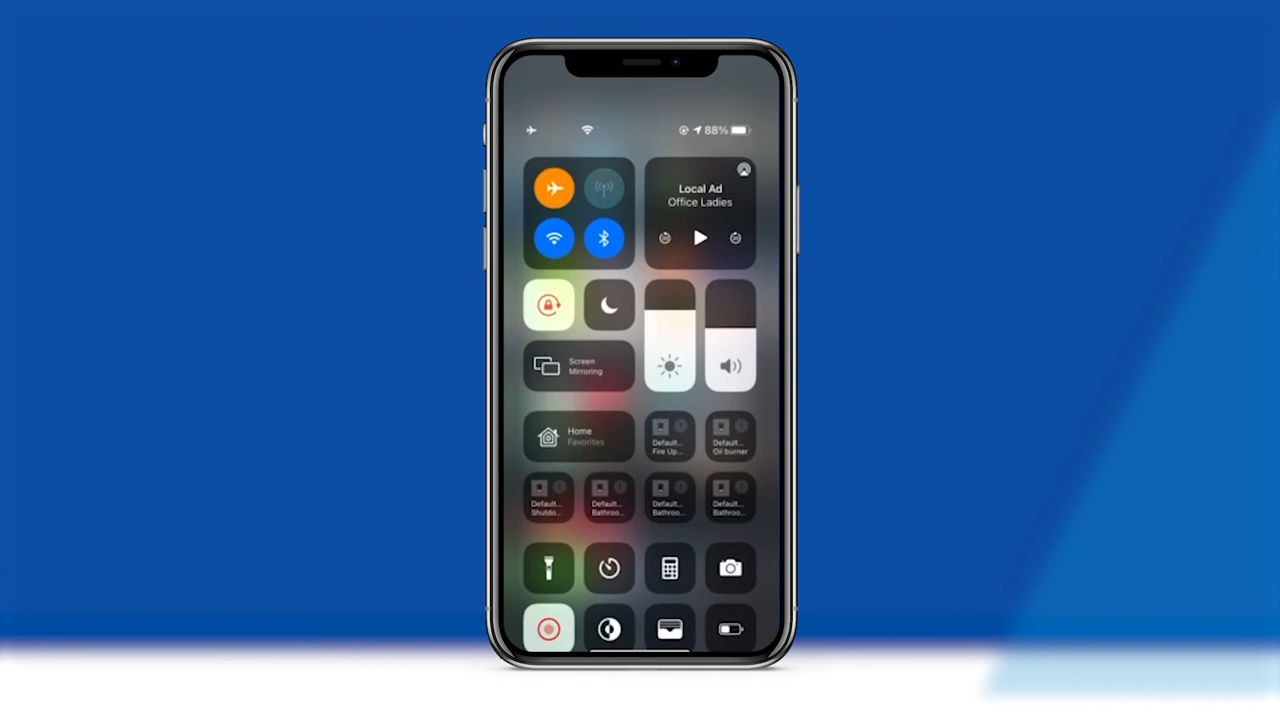 88%
Local Ad
Office Ladies
Screen
Mirroring
Home
Favorites
Default...
Fire Up...
Default...
Oil burner
Default...
Shutdo...
Default...
Bathroo...
Default...
Bathroo...
Default...
Bathroo...